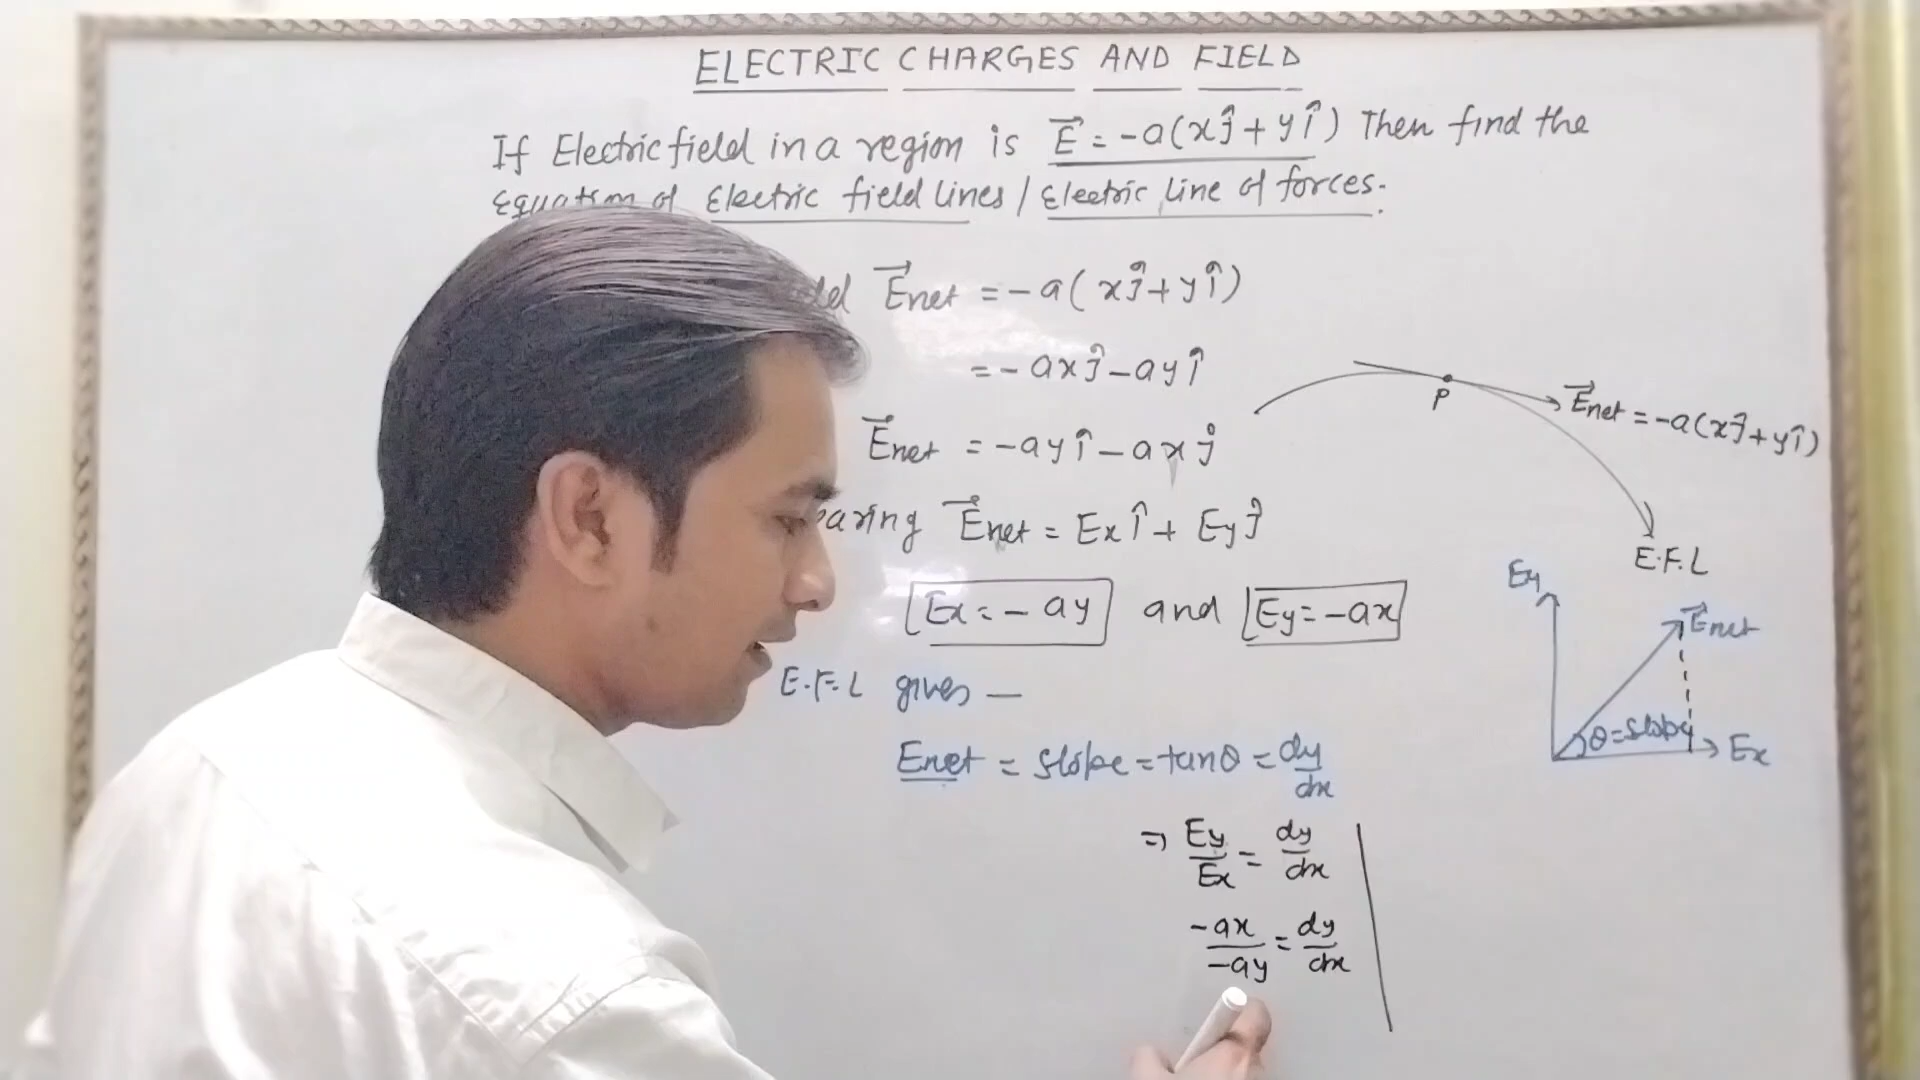 ELECTRIC CHARGES AND FIELD
If Electric field in a region is E⃗ = -a(xĵ + yî) Then find the
Equation of Electric field lines / Electric line of forces.
E⃗net = -a(xĵ + yî)
= -axĵ - ayî
E⃗net = -ayî - axĵ
E⃗net = Exî + Eyĵ
Ex = -ay and Ey = -ax
E.F.L gives —
Enet = slope = tanθ = dy/dx
⇒ Ey/Ex = dy/dx
-ax/-ay = dy/dx
P
E⃗net = -a(xĵ + yî)
E.F.L
Ey
E⃗net
θ = slope
Ex